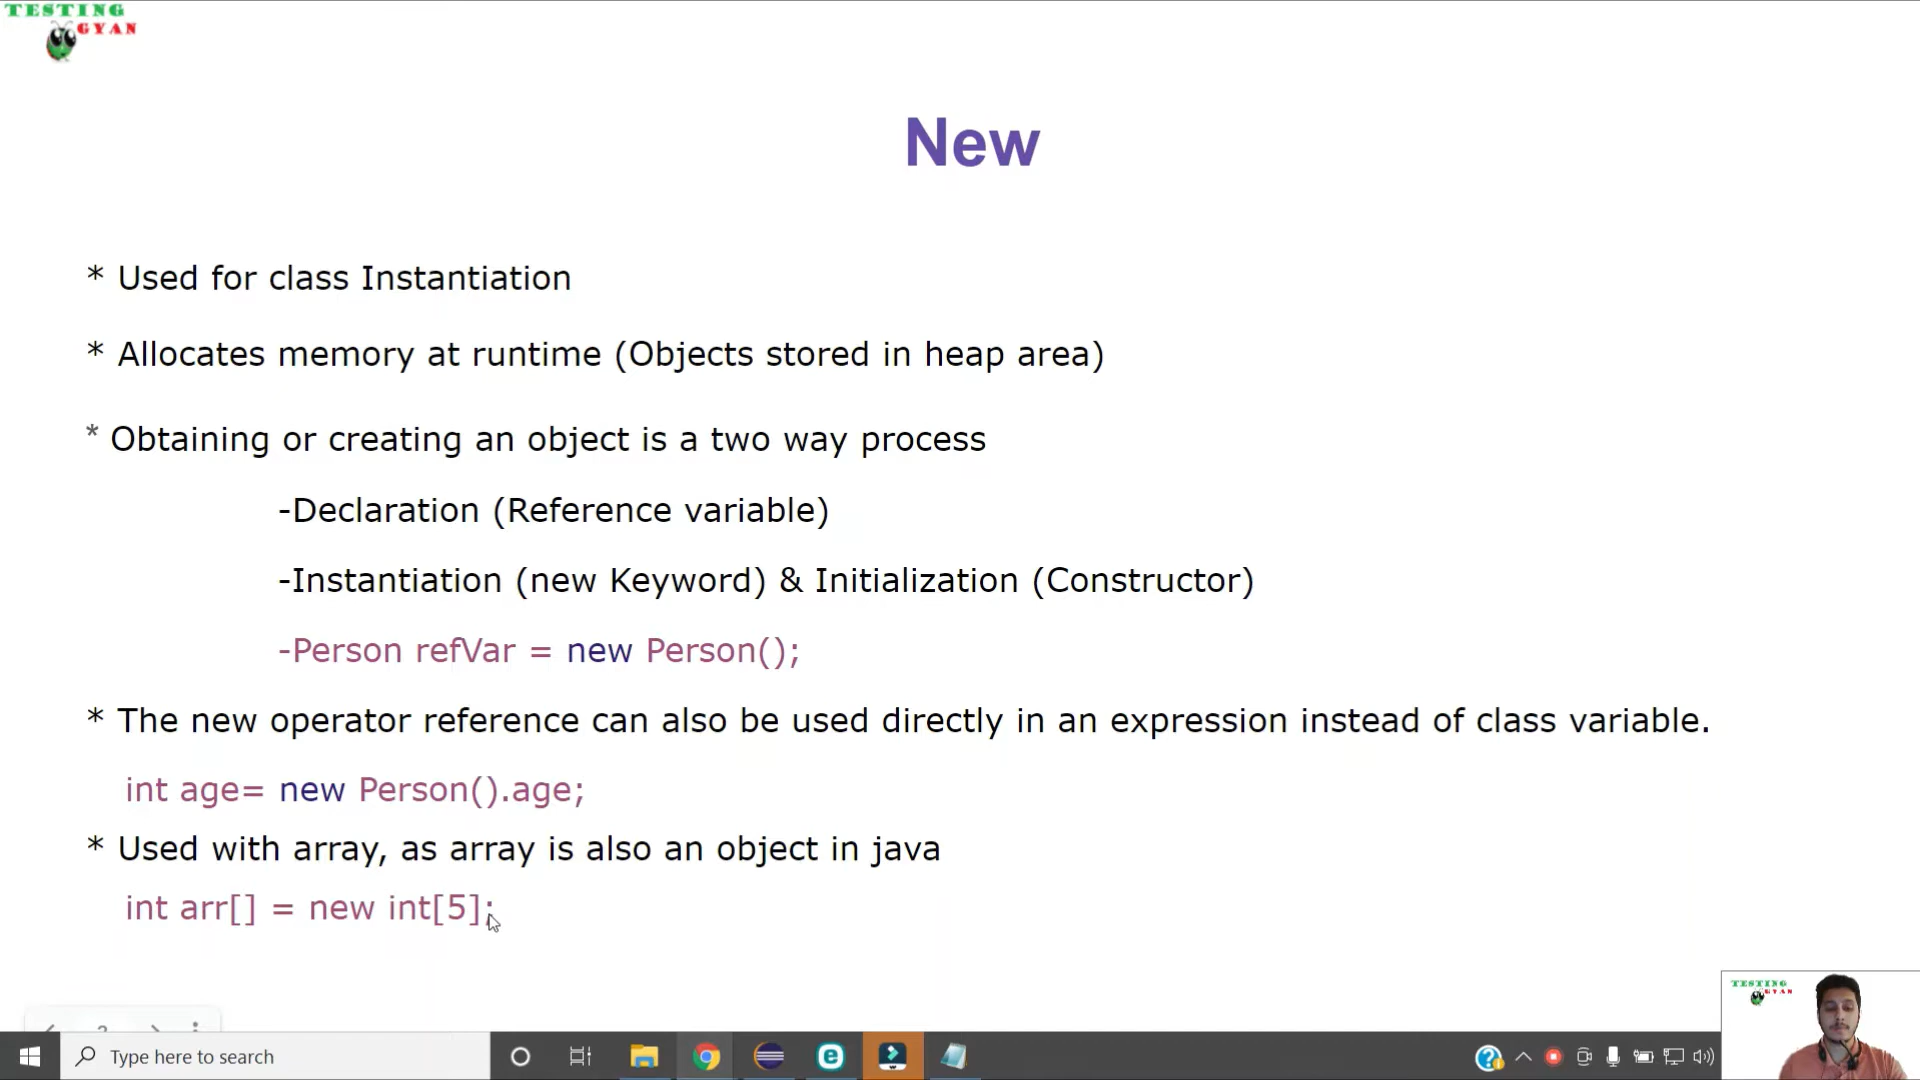 TESTING
GYAN
New
* Used for class Instantiation
* Allocates memory at runtime (Objects stored in heap area)
* Obtaining or creating an object is a two way process
-Declaration (Reference variable)
-Instantiation (new Keyword) & Initialization (Constructor)
-Person refVar = new Person();
* The new operator reference can also be used directly in an expression instead of class variable.
int age= new Person().age;
* Used with array, as array is also an object in java
int arr[] = new int[5];
TESTING
GYAN
Type here to search